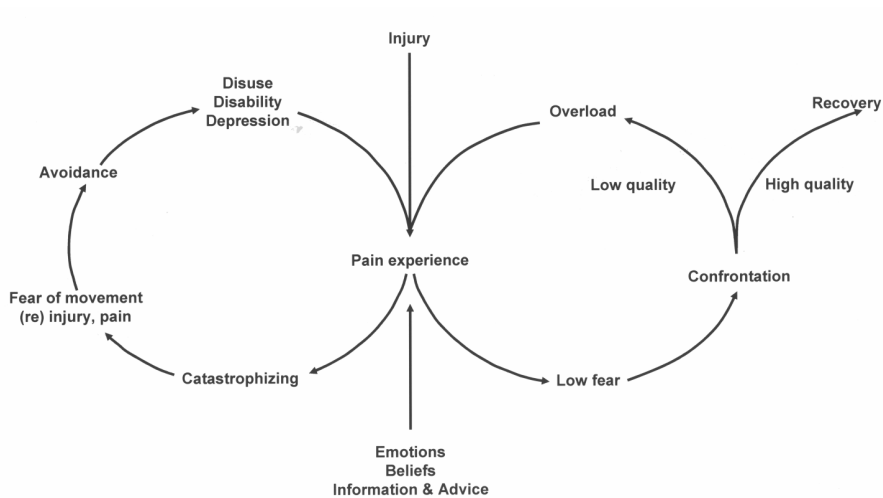 Injury
Disuse
Disability
Depression
Overload
Recovery
Avoidance
Low quality
High quality
Pain experience
Confrontation
Fear of movement
(re) injury, pain
Catastrophizing
Low fear
Emotions
Beliefs
Information & Advice